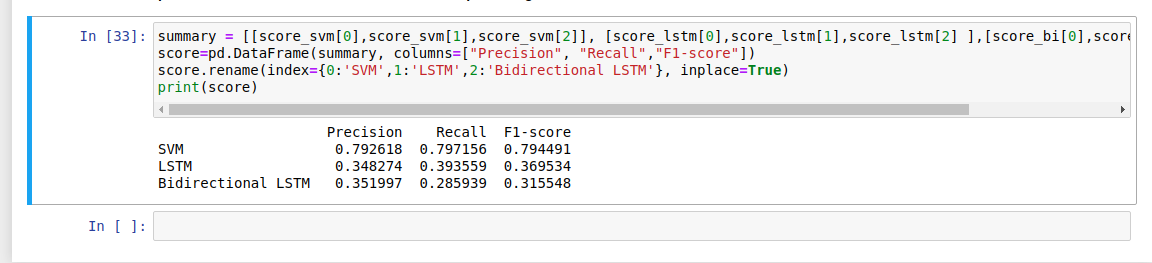 In [33]: summary = [[score_svm[0],score_svm[1],score_svm[2]], [score_lstm[0],score_lstm[1],score_lstm[2] ],[score_bi[0],score
score=pd.DataFrame(summary, columns=["Precision", "Recall","F1-score"])
score.rename(index={0:'SVM',1:'LSTM',2:'Bidirectional LSTM'}, inplace=True)
print(score)
Precision Recall F1-score
SVM 0.792618 0.797156 0.794491
LSTM 0.348274 0.393559 0.369534
Bidirectional LSTM 0.351997 0.285939 0.315548
In [ ]: